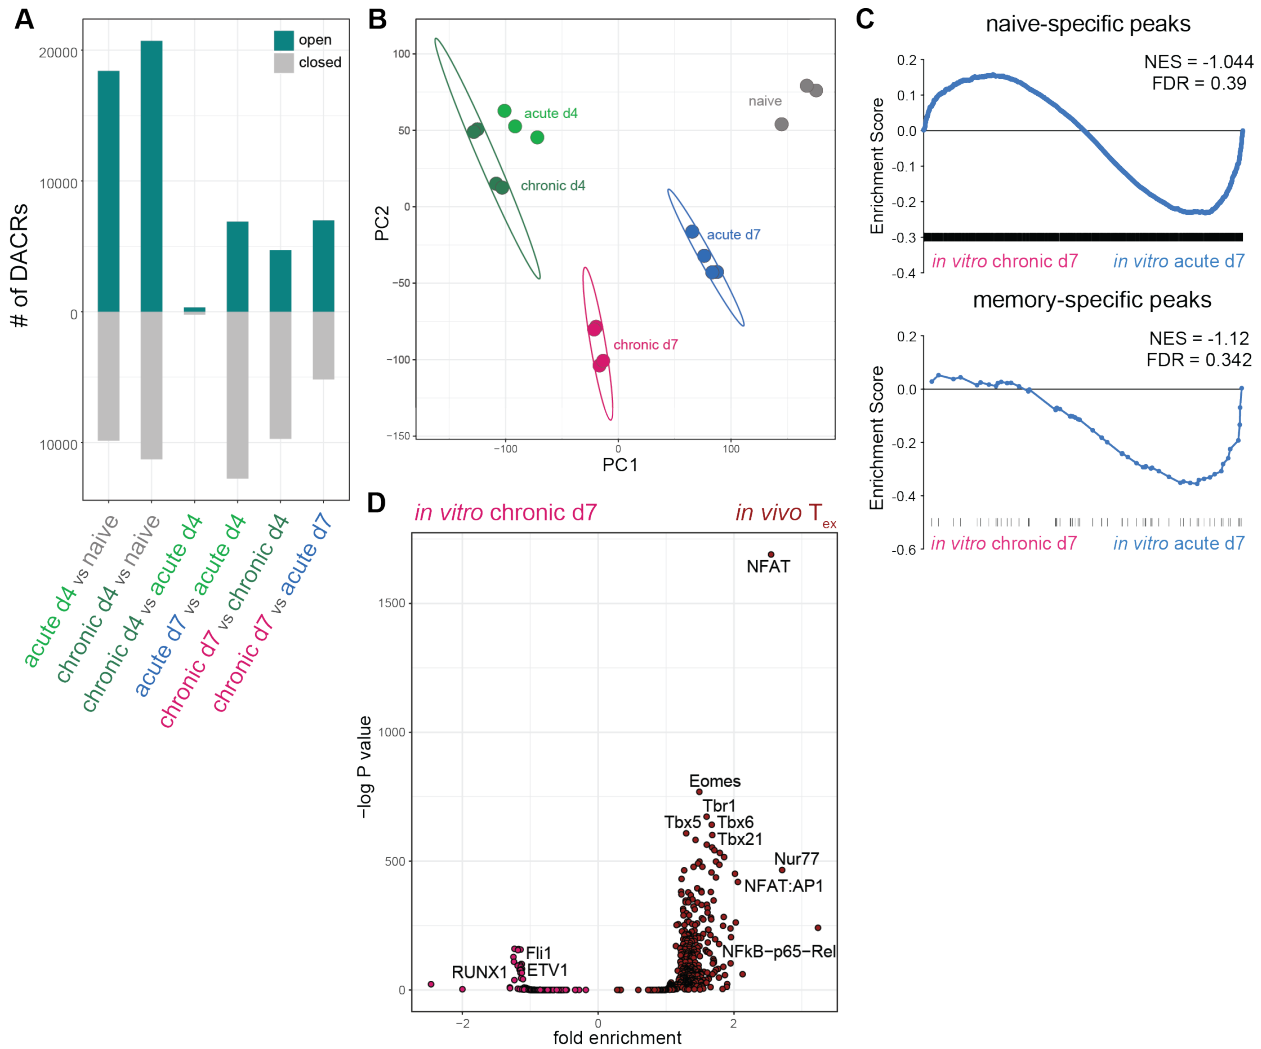 A
# of DACRs
20000
10000
0
10000
open
closed
acute d4 vs naive
chronic d4 vs naive
chronic d4 vs acute d4
acute d7 vs acute d4
chronic d7 vs chronic d4
chronic d7 vs acute d7
B
PC2
100
50
0
−50
−100
−150
acute d4
chronic d4
naive
acute d7
chronic d7
−100
0
100
PC1
C
naive-specific peaks
NES = -1.044
FDR = 0.39
Enrichment Score
0.2
0.1
0.0
-0.1
-0.2
-0.3
-0.4
in vitro chronic d7
in vitro acute d7
memory-specific peaks
NES = -1.12
FDR = 0.342
Enrichment Score
0.2
0.0
-0.2
-0.4
-0.6
in vitro chronic d7
in vitro acute d7
D
in vitro chronic d7
in vivo Tex
−log P value
1500
1000
500
0
NFAT
Eomes
Tbr1
Tbx5
Tbx6
Tbx21
Nur77
NFAT:AP1
NFkB−p65−Rel
Fli1
RUNX1
ETV1
−2
0
2
fold enrichment